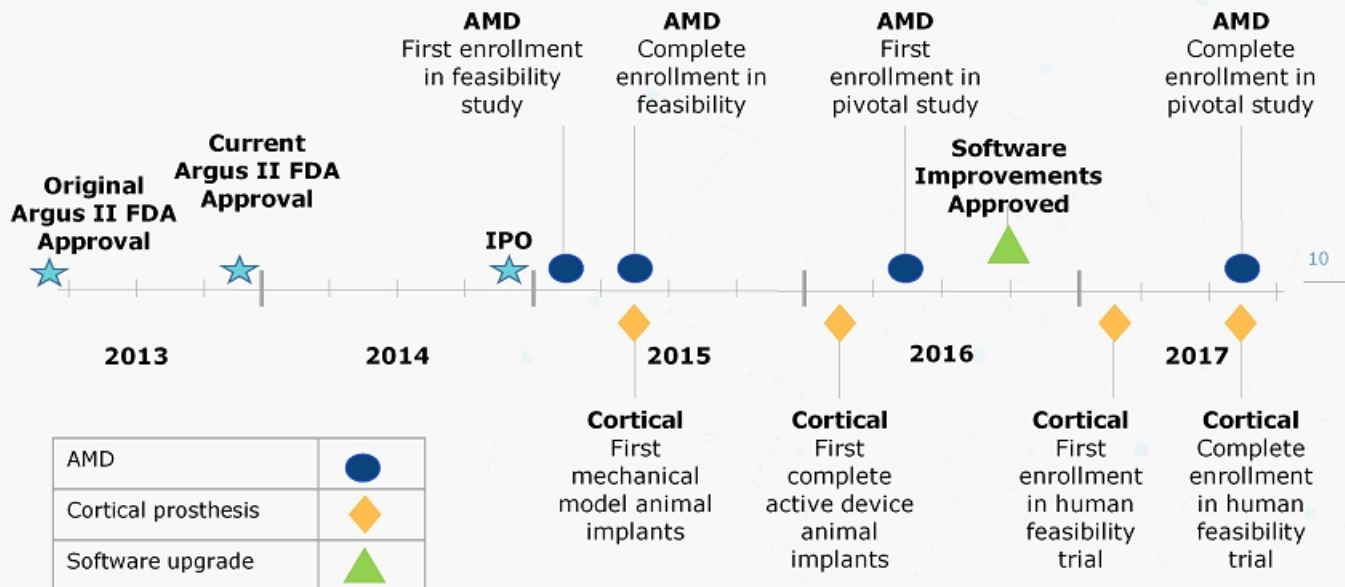 AMD
First enrollment
in feasibility
study
AMD
Complete
enrollment in
feasibility
AMD
First
enrollment in
pivotal study
AMD
Complete
enrollment in
pivotal study
Original
Argus II FDA
Approval
Current
Argus II FDA
Approval
IPO
Software
Improvements
Approved
10
2013
2014
2015
2016
2017
Cortical
First
mechanical
model animal
implants
Cortical
First
complete
active device
animal
implants
Cortical
First
enrollment
in human
feasibility
trial
Cortical
Complete
enrollment
in human
feasibility
trial
AMD
Cortical prosthesis
Software upgrade